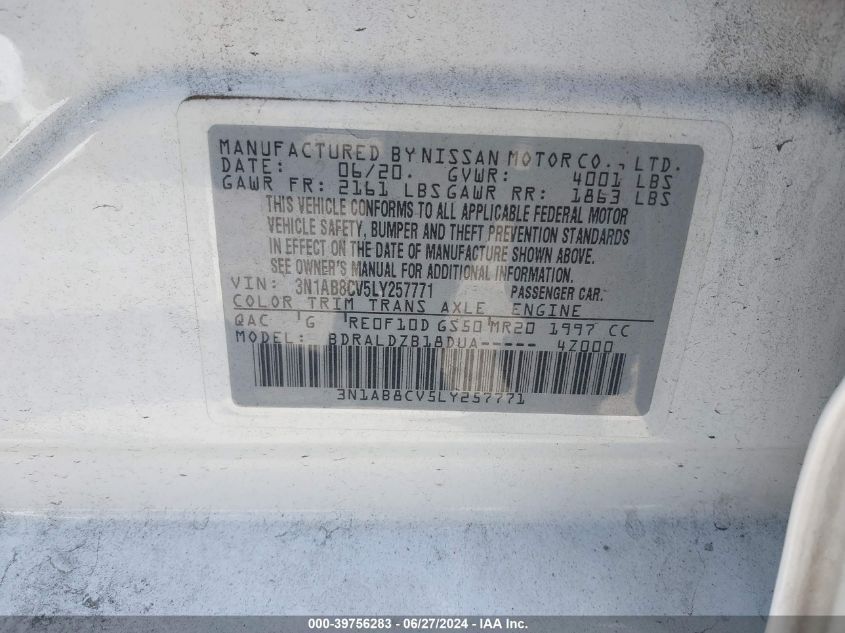 MANUFACTURED BY NISSAN MOTOR CO., LTD.
DATE: 06/20. GVWR: 4001 LBS
GAWR FR: 2161 LBS GAWR RR: 1863 LBS
THIS VEHICLE CONFORMS TO ALL APPLICABLE FEDERAL MOTOR
VEHICLE SAFETY, BUMPER AND THEFT PREVENTION STANDARDS
IN EFFECT ON THE DATE OF MANUFACTURE SHOWN ABOVE.
SEE OWNER'S MANUAL FOR ADDITIONAL INFORMATION.
VIN: 3N1AB8CV5LY257771 PASSENGER CAR.
COLOR TRIM TRANS AXLE ENGINE
QAC G RE0F10D GS50 MR20 1997 CC
MODEL: BDRALDZB18DUA----- 4Z000
3N1AB8CV5LY257771
000-39756283 - 06/27/2024 - IAA Inc.